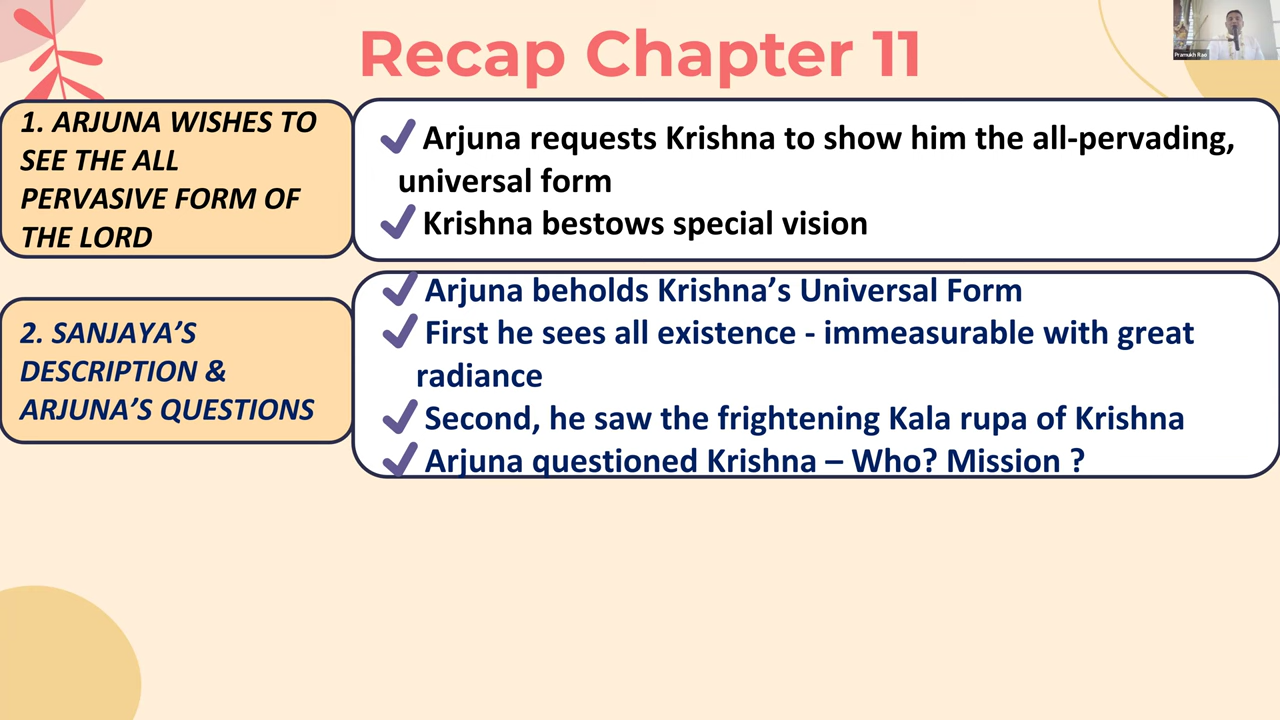 Recap Chapter 11
Pramukh Rao
1. ARJUNA WISHES TO
SEE THE ALL
PERVASIVE FORM OF
THE LORD
✔ Arjuna requests Krishna to show him the all-pervading,
universal form
✔ Krishna bestows special vision
2. SANJAYA’S
DESCRIPTION &
ARJUNA’S QUESTIONS
✔ Arjuna beholds Krishna’s Universal Form
✔ First he sees all existence - immeasurable with great
radiance
✔ Second, he saw the frightening Kala rupa of Krishna
✔ Arjuna questioned Krishna – Who? Mission ?